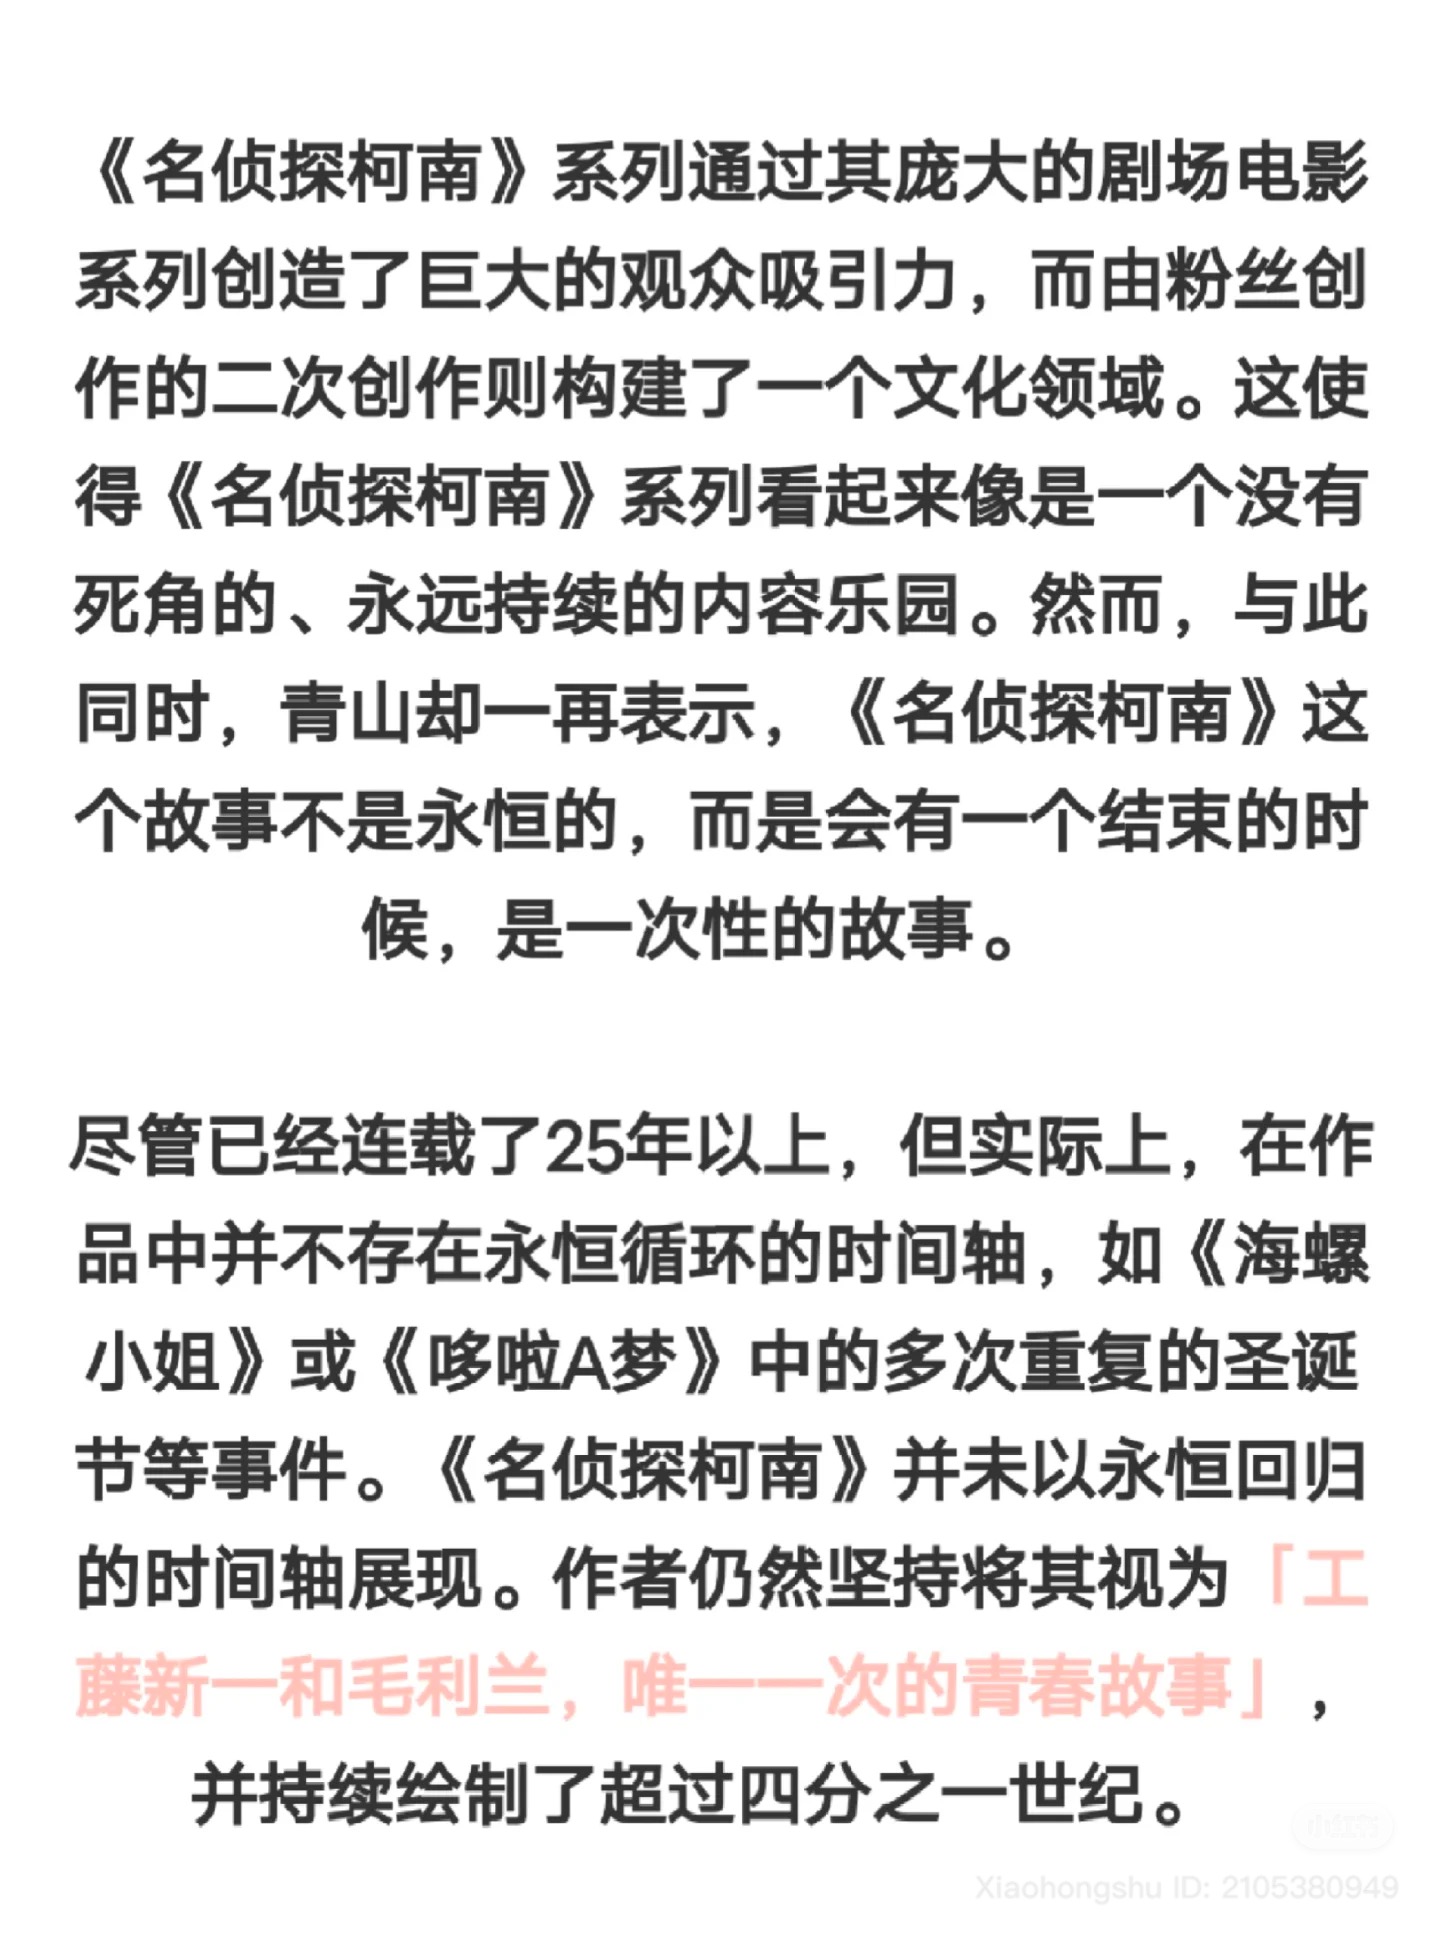 《名侦探柯南》系列通过其庞大的剧场电影
系列创造了巨大的观众吸引力，而由粉丝创
作的二次创作则构建了一个文化领域。这使
得《名侦探柯南》系列看起来像是一个没有
死角的、永远持续的内容乐园。然而，与此
同时，青山却一再表示，《名侦探柯南》这
个故事不是永恒的，而是会有一个结束的时
候，是一次性的故事。
尽管已经连载了25年以上，但实际上，在作
品中并不存在永恒循环的时间轴，如《海螺
小姐》或《哆啦A梦》中的多次重复的圣诞
节等事件。《名侦探柯南》并未以永恒回归
的时间轴展现。作者仍然坚持将其视为「工
藤新一和毛利兰，唯一一次的青春故事」，
并持续绘制了超过四分之一世纪。
小红书
Xiaohongshu ID: 2105380949